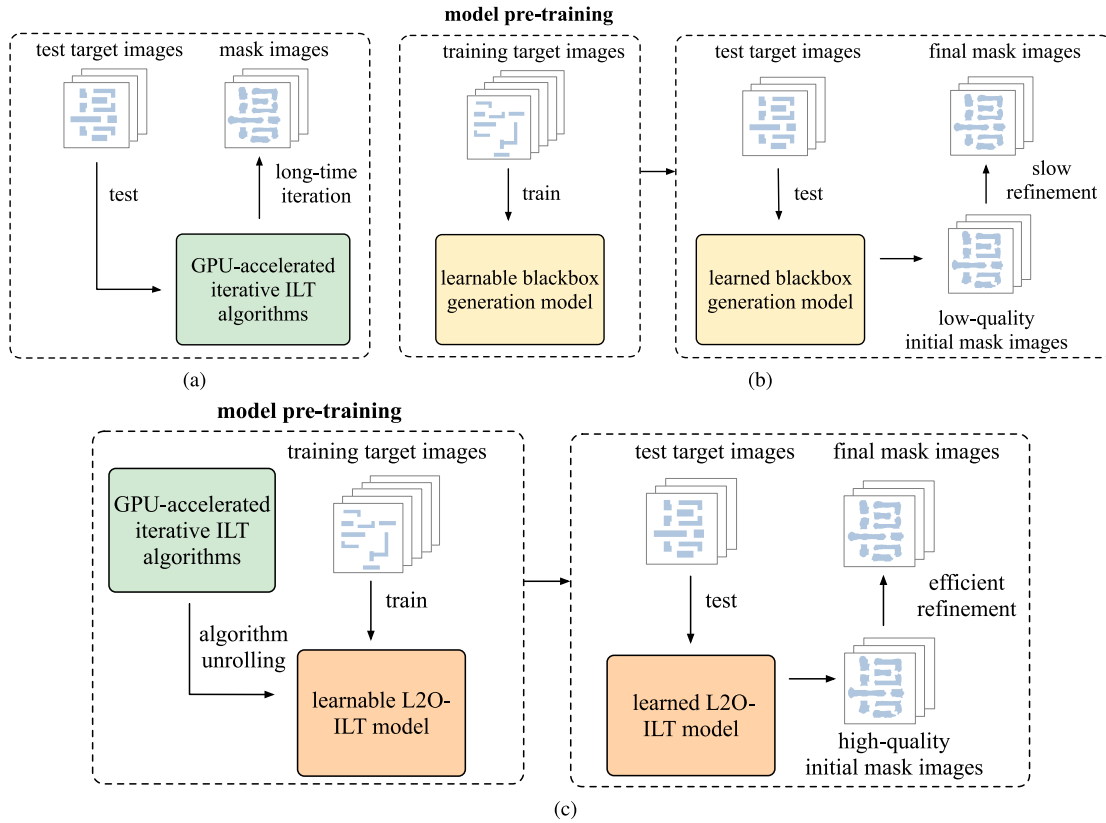 model pre-training
test target images
mask images
test
long-time
iteration
GPU-accelerated
iterative ILT
algorithms
(a)
training target images
train
learnable blackbox
generation model
test target images
final mask images
test
slow
refinement
learned blackbox
generation model
low-quality
initial mask images
(b)
model pre-training
GPU-accelerated
iterative ILT
algorithms
training target images
train
algorithm
unrolling
learnable L2O-
ILT model
test target images
final mask images
test
efficient
refinement
learned L2O-
ILT model
high-quality
initial mask images
(c)